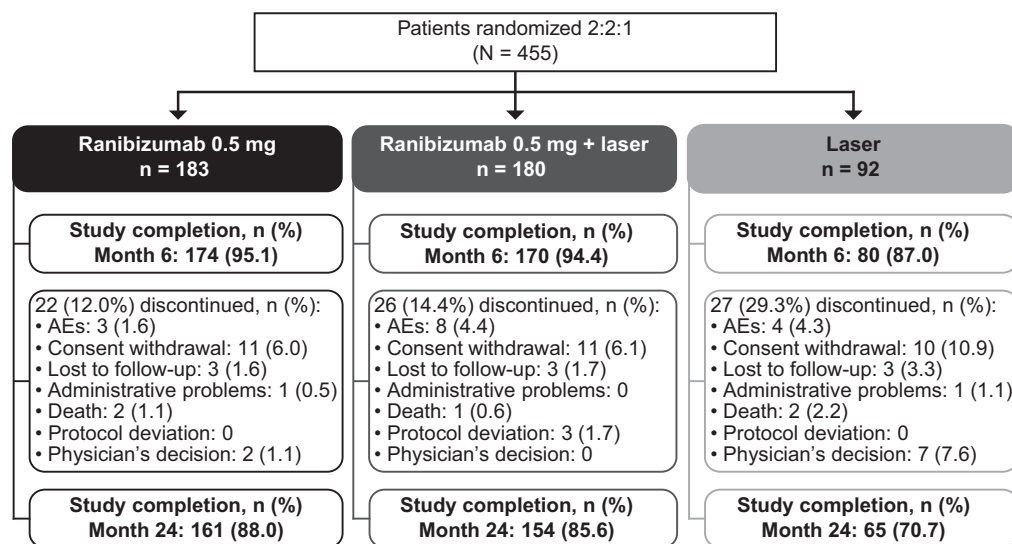 Patients randomized 2:2:1
(N = 455)
Ranibizumab 0.5 mg
n = 183
Study completion, n (%)
Month 6: 174 (95.1)
22 (12.0%) discontinued, n (%):
• AEs: 3 (1.6)
• Consent withdrawal: 11 (6.0)
• Lost to follow-up: 3 (1.6)
• Administrative problems: 1 (0.5)
• Death: 2 (1.1)
• Protocol deviation: 0
• Physician's decision: 2 (1.1)
Study completion, n (%)
Month 24: 161 (88.0)
Ranibizumab 0.5 mg + laser
n = 180
Study completion, n (%)
Month 6: 170 (94.4)
26 (14.4%) discontinued, n (%):
• AEs: 8 (4.4)
• Consent withdrawal: 11 (6.1)
• Lost to follow-up: 3 (1.7)
• Administrative problems: 0
• Death: 1 (0.6)
• Protocol deviation: 3 (1.7)
• Physician's decision: 0
Study completion, n (%)
Month 24: 154 (85.6)
Laser
n = 92
Study completion, n (%)
Month 6: 80 (87.0)
27 (29.3%) discontinued, n (%):
• AEs: 4 (4.3)
• Consent withdrawal: 10 (10.9)
• Lost to follow-up: 3 (3.3)
• Administrative problems: 1 (1.1)
• Death: 2 (2.2)
• Protocol deviation: 0
• Physician's decision: 7 (7.6)
Study completion, n (%)
Month 24: 65 (70.7)